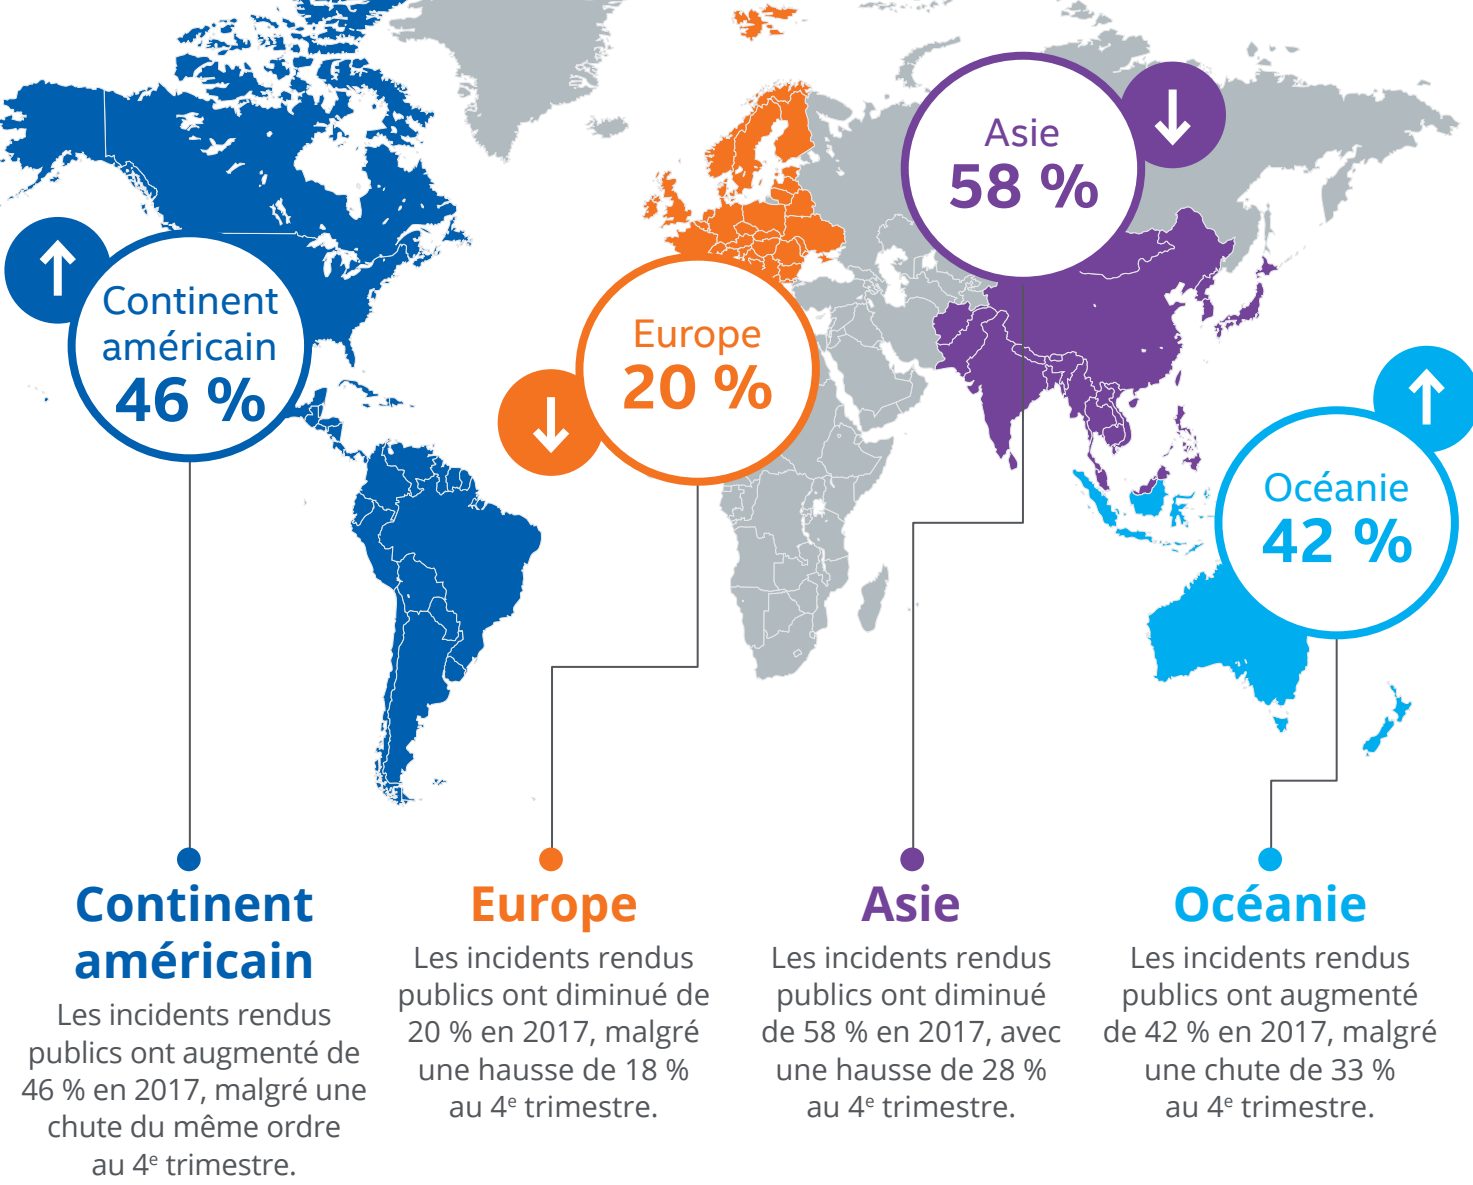 Asie
58 %
Continent
américain
46 %
Europe
20 %
Océanie
42 %
Continent
américain
Les incidents rendus
publics ont augmenté de
46 % en 2017, malgré une
chute du même ordre
au 4e trimestre.
Europe
Les incidents rendus
publics ont diminué de
20 % en 2017, malgré
une hausse de 18 %
au 4e trimestre.
Asie
Les incidents rendus
publics ont diminué
de 58 % en 2017, avec
une hausse de 28 %
au 4e trimestre.
Océanie
Les incidents rendus
publics ont augmenté
de 42 % en 2017, malgré
une chute de 33 %
au 4e trimestre.